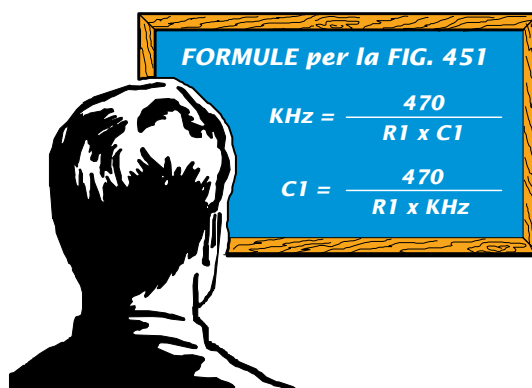 FORMULE per la FIG. 451
KHz = 470
R1 x C1
C1 = 470
R1 x KHz